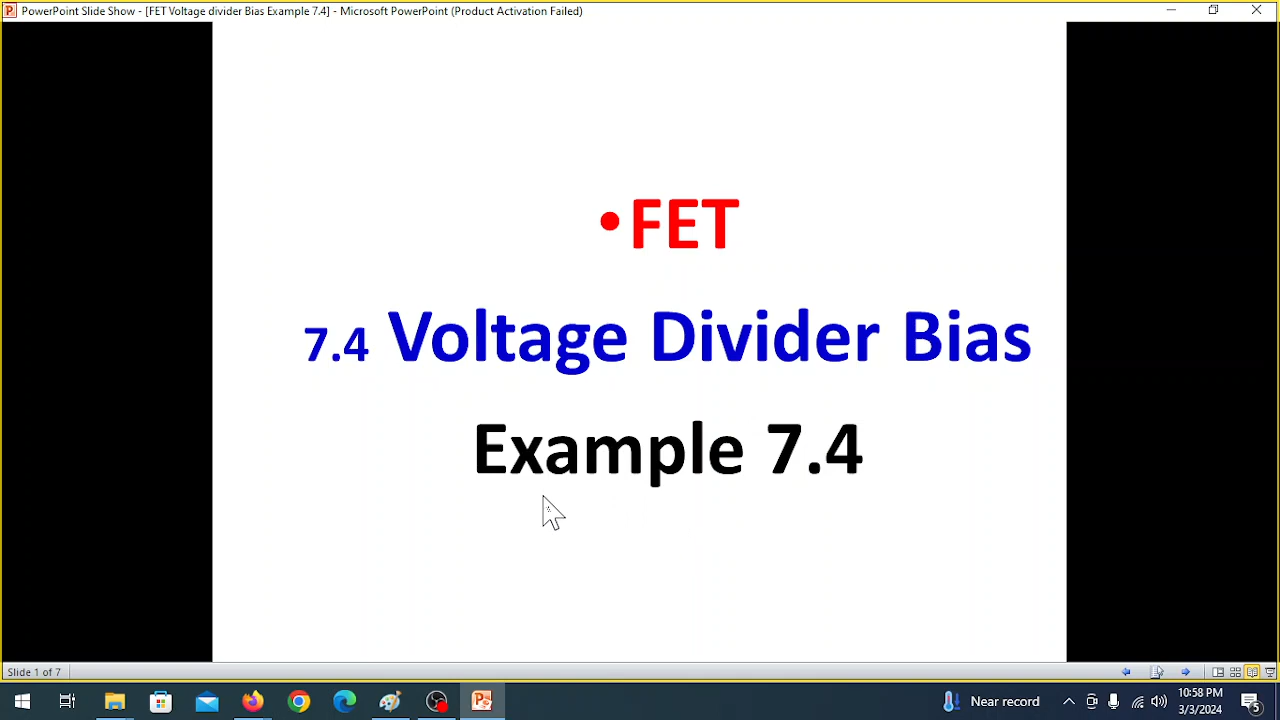 PowerPoint Slide Show - [FET Voltage divider Bias Example 7.4] - Microsoft PowerPoint (Product Activation Failed)
•FET
7.4 Voltage Divider Bias
Example 7.4
Slide 1 of 7
Near record
10:58 PM
3/3/2024
5